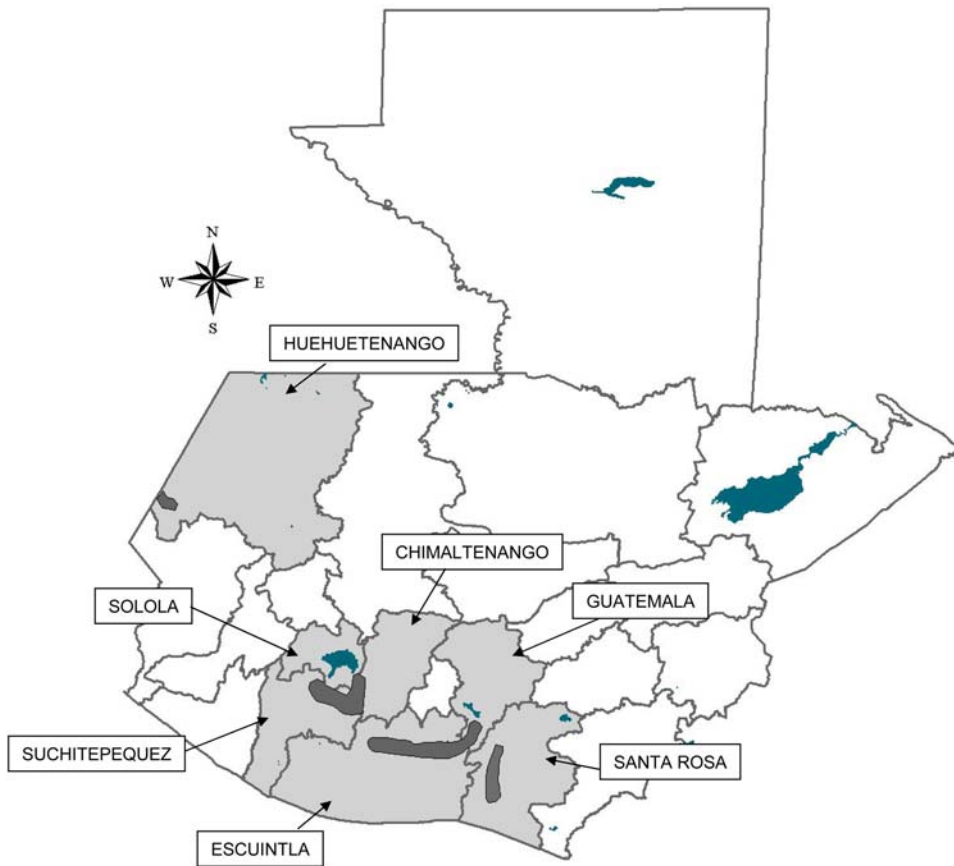 N
W
E
S
HUEHUETENANGO
CHIMALTENANGO
SOLOLA
GUATEMALA
SUCHITEPEQUEZ
SANTA ROSA
ESCUINTLA